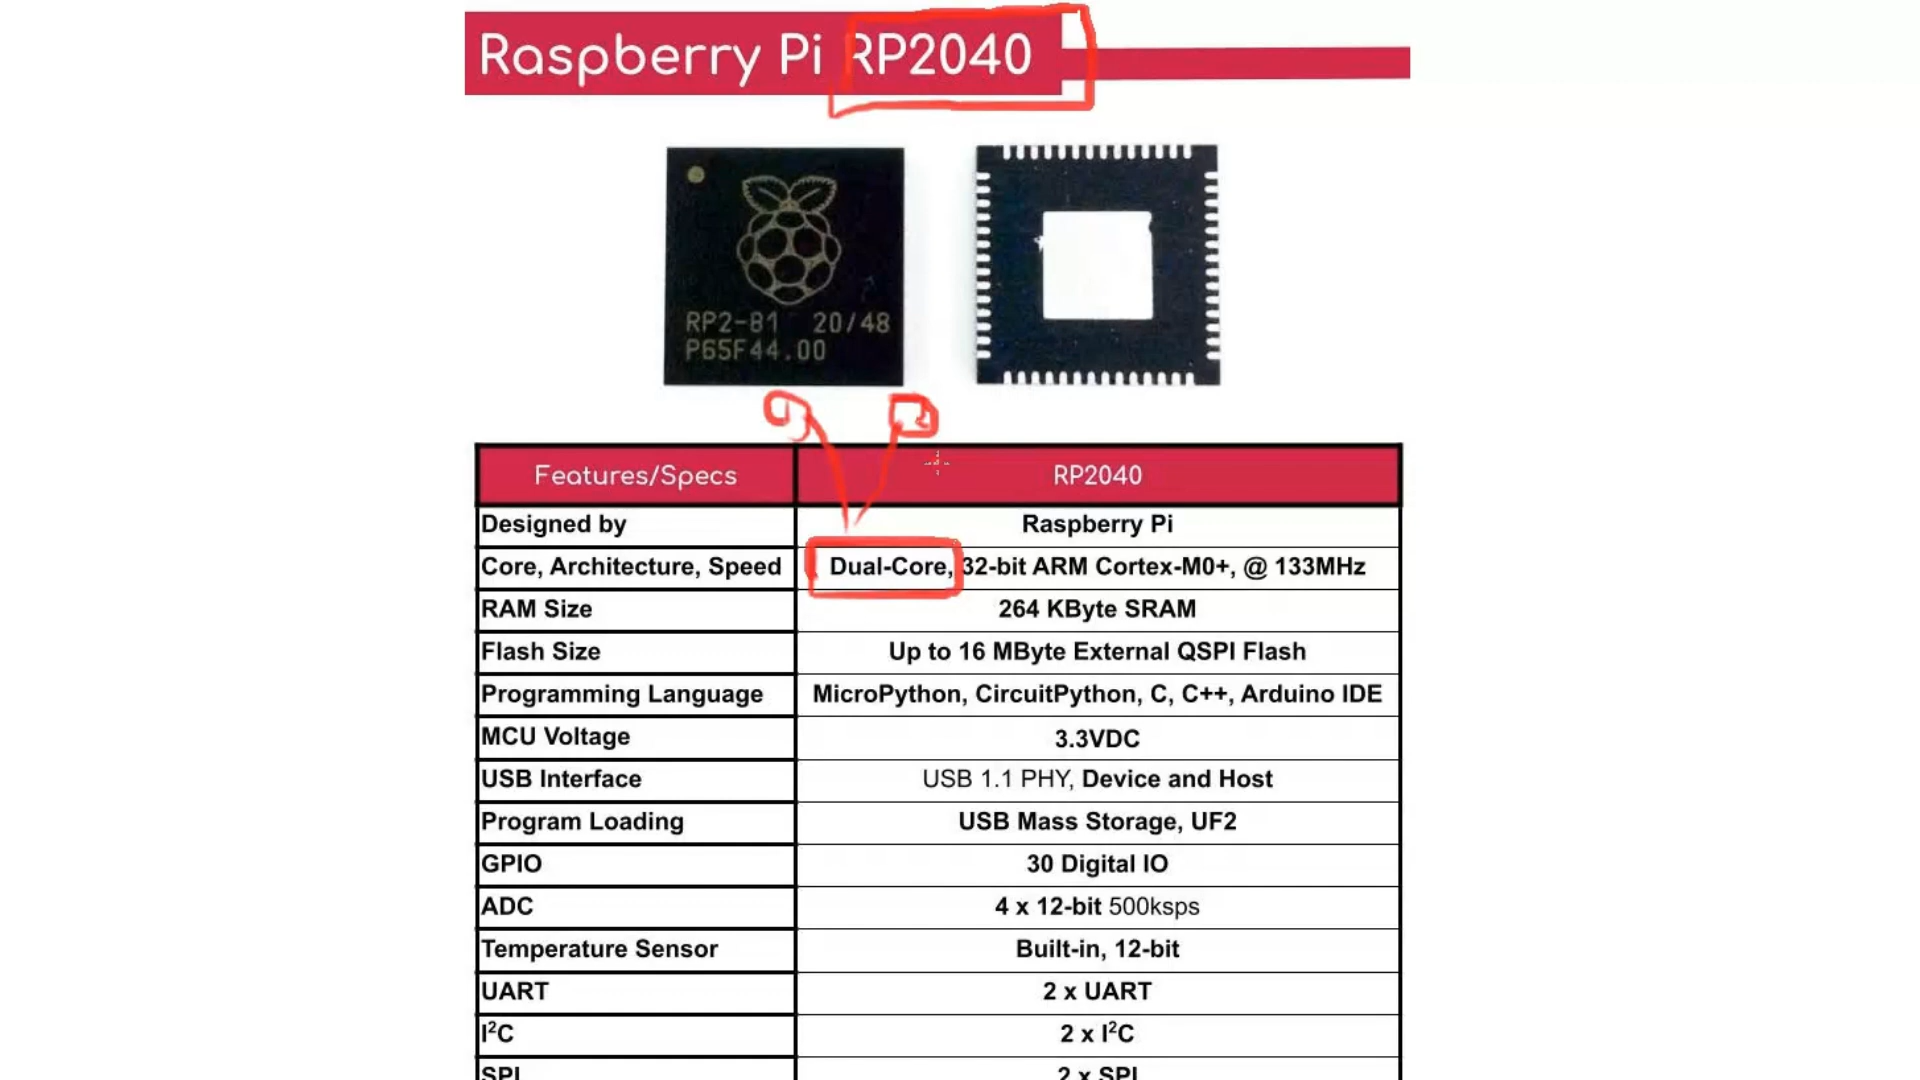 Raspberry Pi RP2040
RP2-B1 20/48
P65F44.00
Features/Specs RP2040
Designed by Raspberry Pi
Core, Architecture, Speed Dual-Core, 32-bit ARM Cortex-M0+, @ 133MHz
RAM Size 264 KByte SRAM
Flash Size Up to 16 MByte External QSPI Flash
Programming Language MicroPython, CircuitPython, C, C++, Arduino IDE
MCU Voltage 3.3VDC
USB Interface USB 1.1 PHY, Device and Host
Program Loading USB Mass Storage, UF2
GPIO 30 Digital IO
ADC 4 x 12-bit 500ksps
Temperature Sensor Built-in, 12-bit
UART 2 x UART
I²C 2 x I²C
SPI 2 x SPI